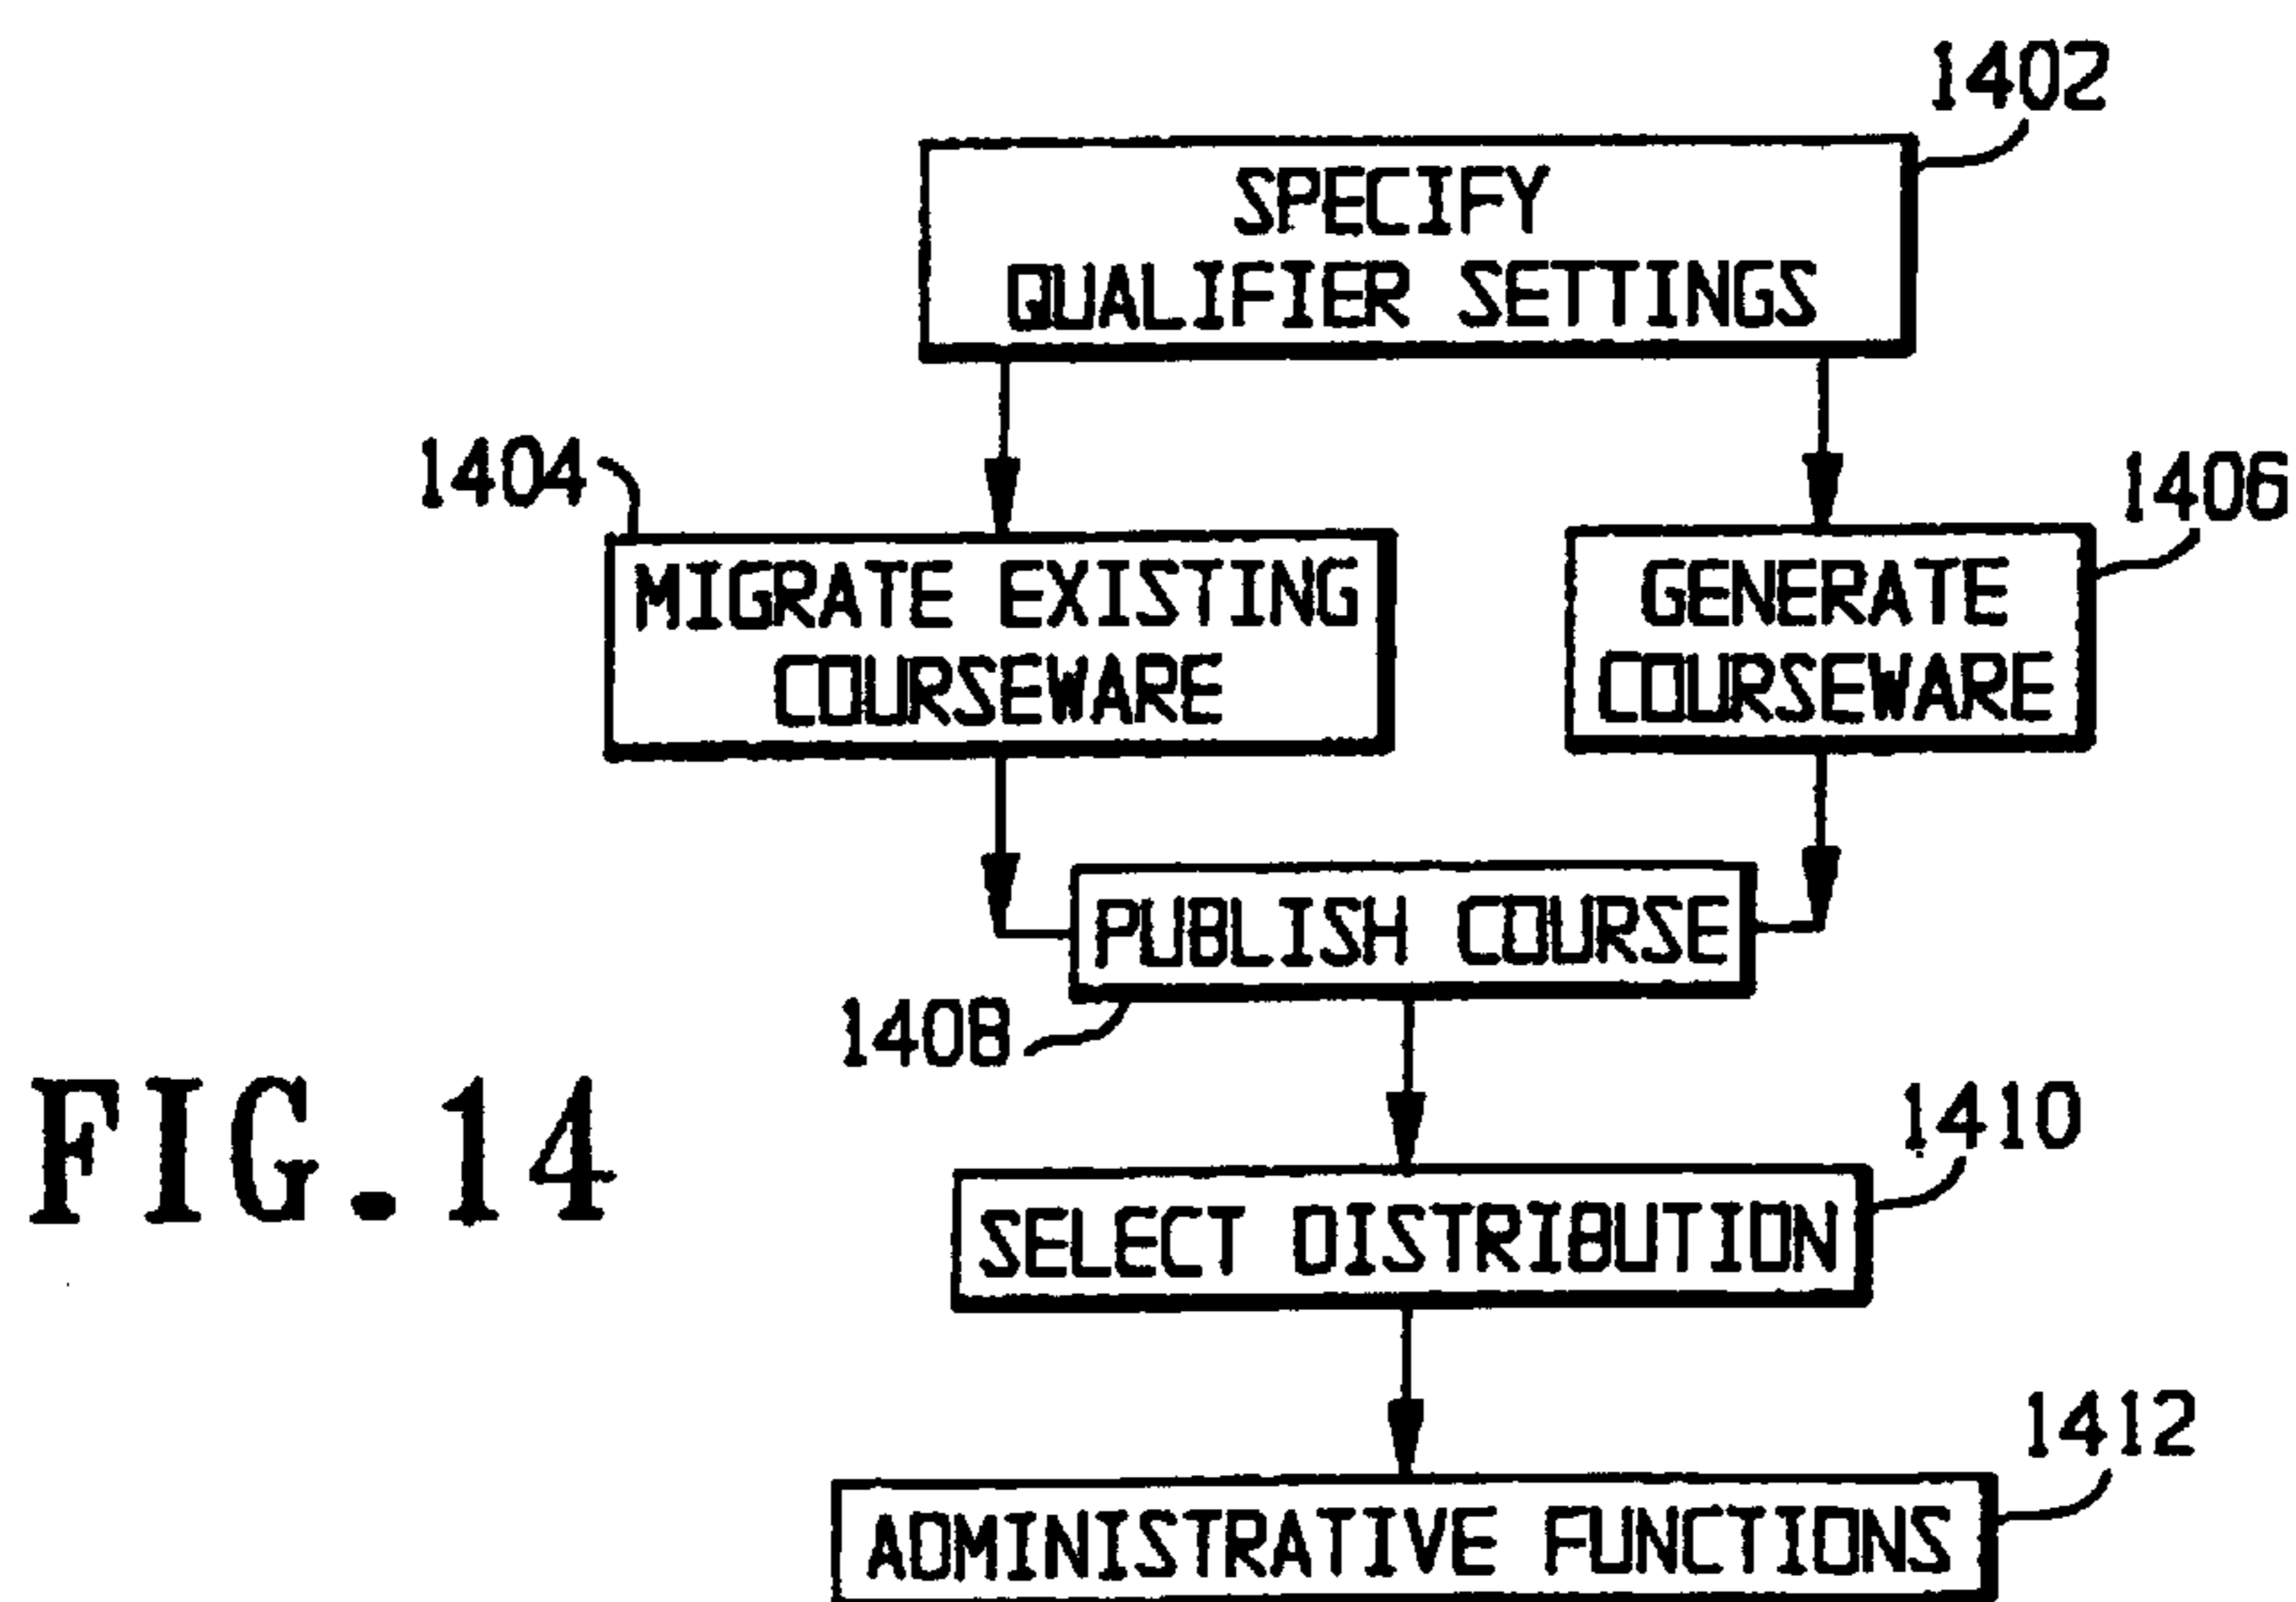 1402
SPECIFY
QUALIFIER SETTINGS
1404
1406
MIGRATE EXISTING
COURSEWARE
GENERATE
COURSEWARE
PUBLISH COURSE
1408
FIG.14
1410
SELECT DISTRIBUTION
1412
ADMINISTRATIVE FUNCTIONS